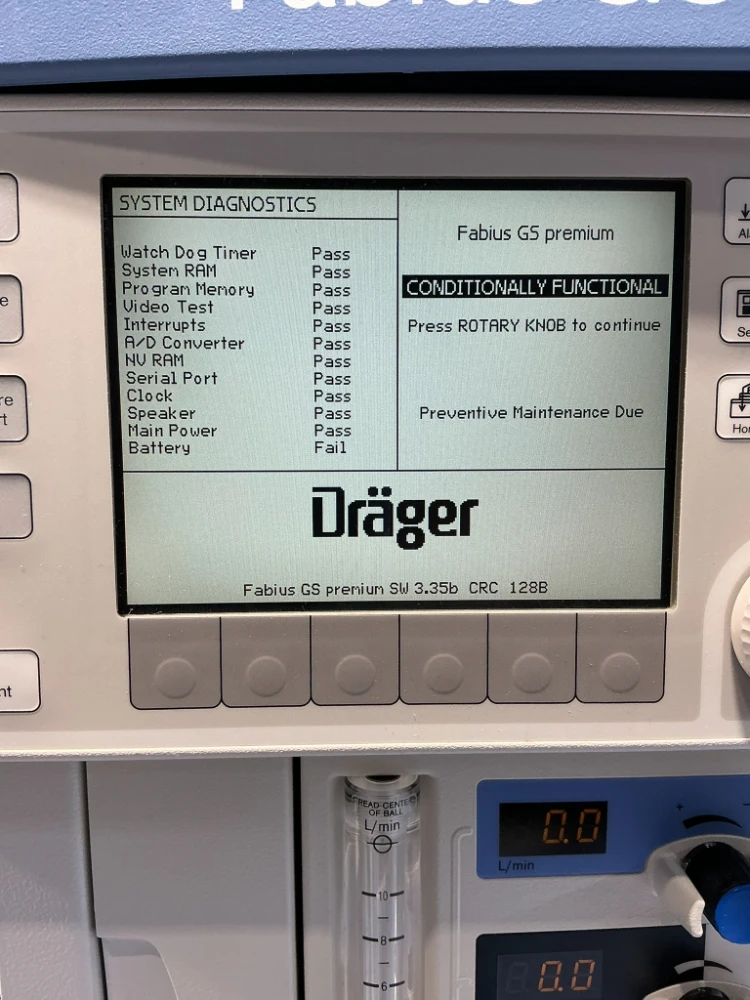 SYSTEM DIAGNOSTICS
Watch Dog Timer Pass
System RAM Pass
Program Memory Pass
Video Test Pass
Interrupts Pass
A/D Converter Pass
NV RAM Pass
Serial Port Pass
Clock Pass
Speaker Pass
Main Power Pass
Battery Fail
Fabius GS premium
CONDITIONALLY FUNCTIONAL
Press ROTARY KNOB to continue
Preventive Maintenance Due
Dräger
Fabius GS premium SW 3.35b CRC 128B
OF BALL
L/min
10
8
6
0.0
L/min
0.0